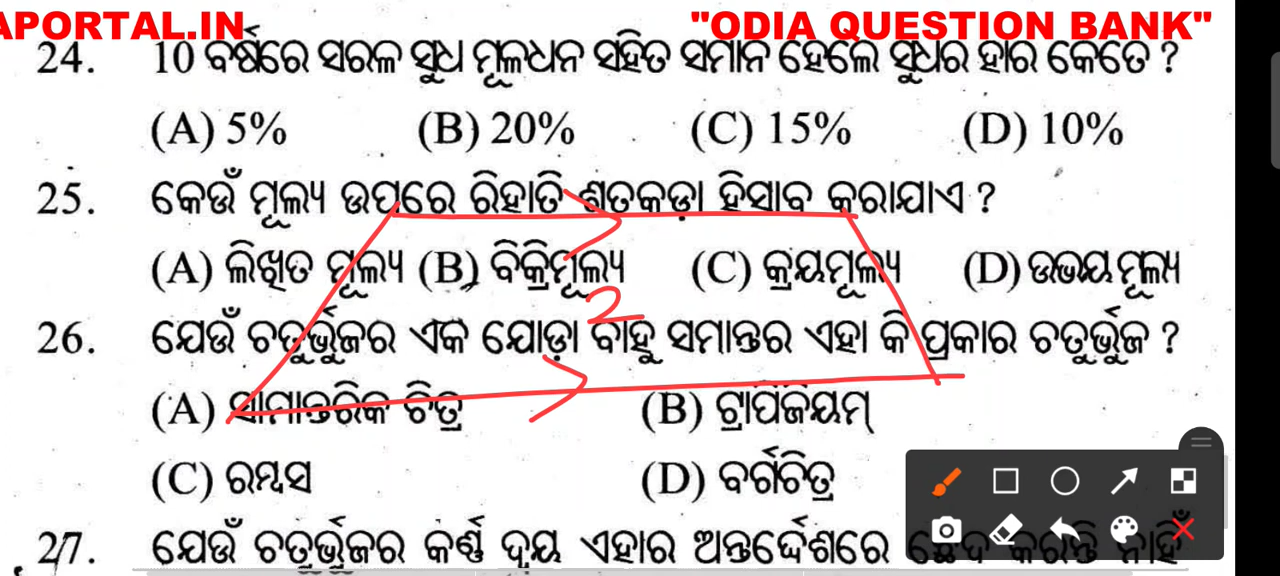 APORTAL.IN "ODIA QUESTION BANK"
24. 10 ବର୍ଷରେ ସରଳ ସୁଧ ମୂଳଧନ ସହିତ ସମାନ ହେଲେ ସୁଧର ହାର କେତେ ?
(A) 5% (B) 20% (C) 15% (D) 10%
25. କେଉଁ ମୂଲ୍ୟ ଉପରେ ରିହାତି ଶତକଡ଼ା ହିସାବ କରାଯାଏ ?
(A) ଲିଖିତ ମୂଲ୍ୟ (B) ବିକ୍ରିମୂଲ୍ୟ (C) କ୍ରୟମୂଲ୍ୟ (D) ଉଭୟ ମୂଲ୍ୟ
2
26. ଯେଉଁ ଚତୁର୍ଭୁଜର ଏକ ଯୋଡ଼ା ବାହୁ ସମାନ୍ତର ଏହା କି ପ୍ରକାର ଚତୁର୍ଭୁଜ ?
(A) ସାମାନ୍ତରିକ ଚିତ୍ର (B) ଟ୍ରାପିଜିୟମ୍
(C) ରମ୍ବସ (D) ବର୍ଗଚିତ୍ର
27. ଯେଉଁ ଚତୁର୍ଭୁଜର କର୍ଣ୍ଣ ଦ୍ୱୟ ଏହାର ଅନ୍ତର୍ଦ୍ଦେଶରେ ଛେଦ କରନ୍ତି ନାହିଁ